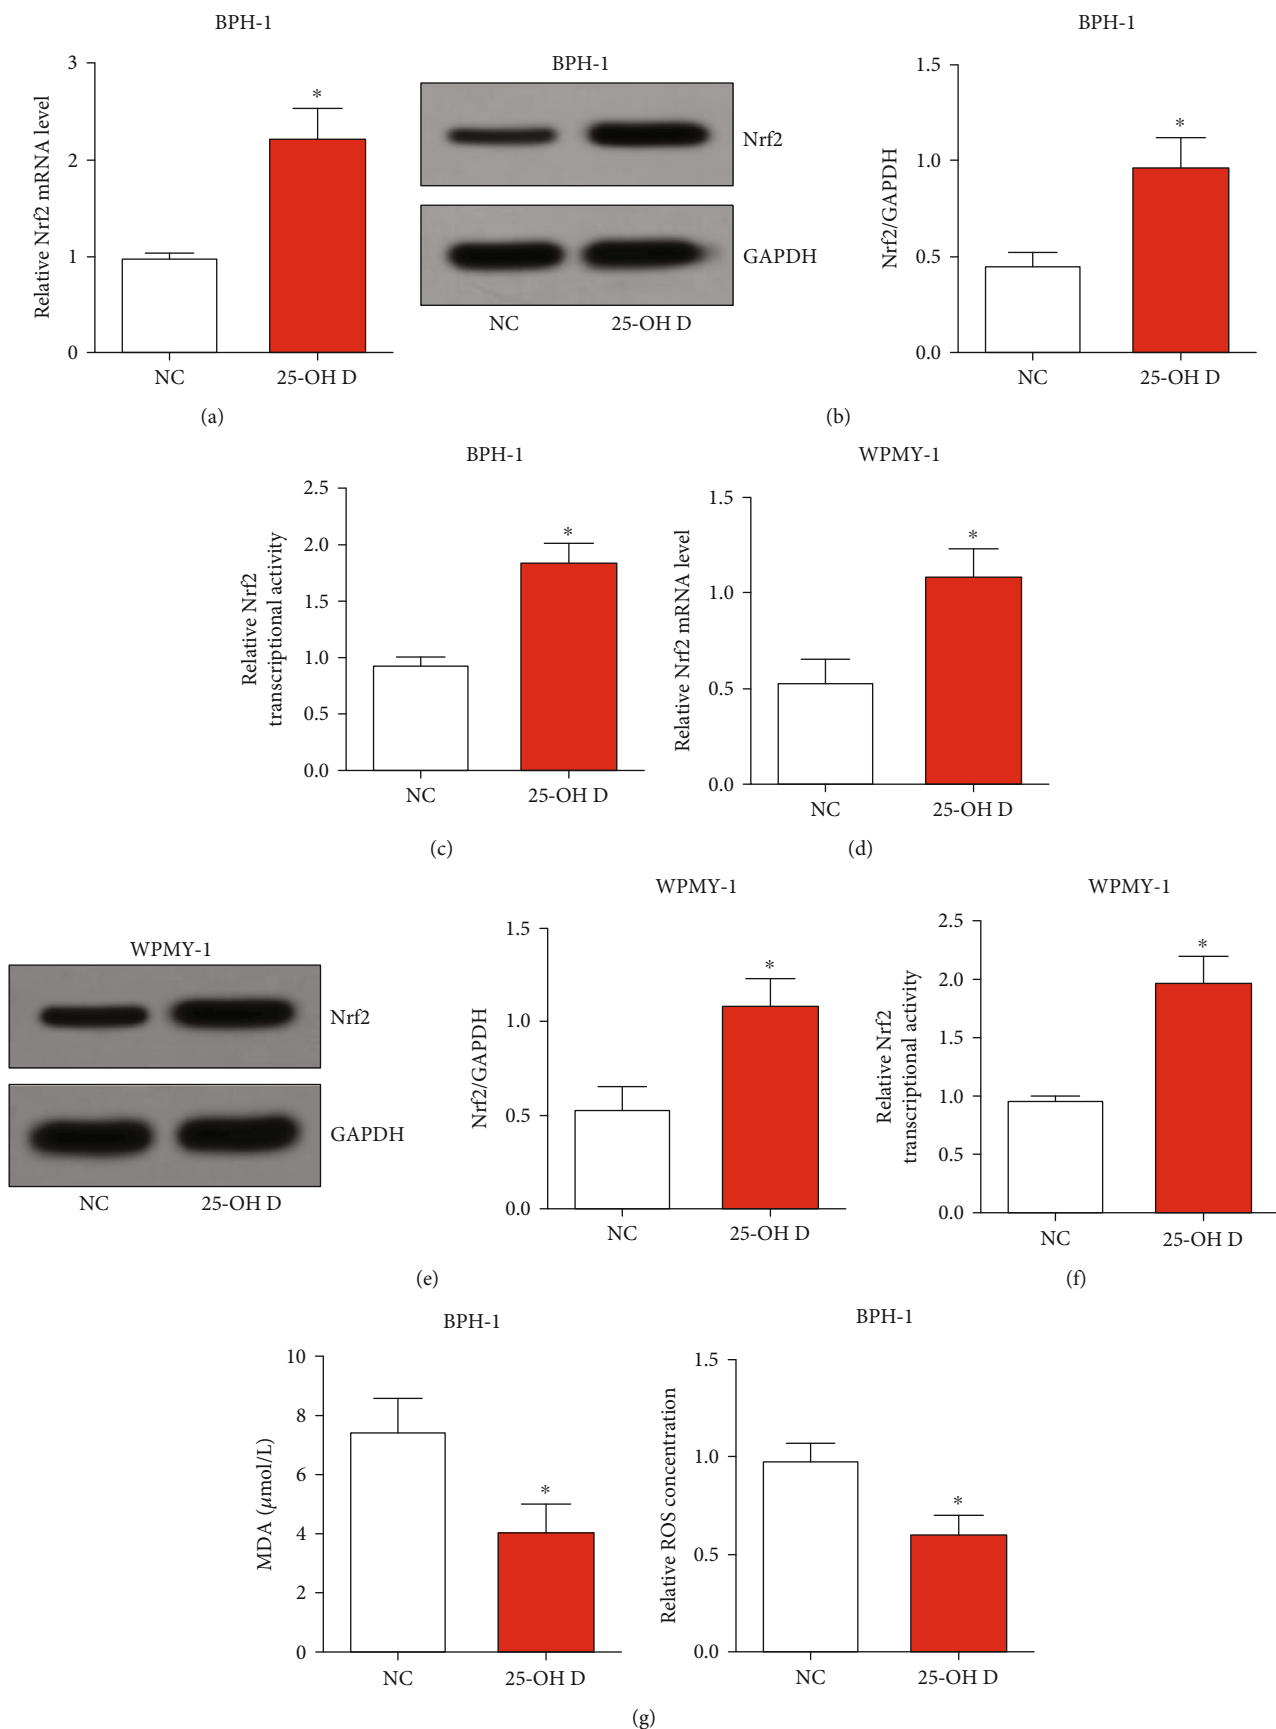 BPH-1
Relative Nrf2 mRNA level
3
2
1
0
*
NC
25-OH D
(a)
BPH-1
Nrf2
GAPDH
NC
25-OH D
BPH-1
Nrf2/GAPDH
1.5
1.0
0.5
0.0
*
NC
25-OH D
(b)
BPH-1
Relative Nrf2
transcriptional activity
2.5
2.0
1.5
1.0
0.5
0.0
*
NC
25-OH D
(c)
WPMY-1
Relative Nrf2 mRNA level
1.5
1.0
0.5
0.0
*
NC
25-OH D
(d)
WPMY-1
Nrf2
GAPDH
NC
25-OH D
WPMY-1
Nrf2/GAPDH
1.5
1.0
0.5
0.0
*
NC
25-OH D
(e)
WPMY-1
Relative Nrf2
transcriptional activity
2.5
2.0
1.5
1.0
0.5
0.0
*
NC
25-OH D
(f)
BPH-1
MDA (μmol/L)
10
8
6
4
2
0
*
NC
25-OH D
BPH-1
Relative ROS concentration
1.5
1.0
0.5
0.0
*
NC
25-OH D
(g)